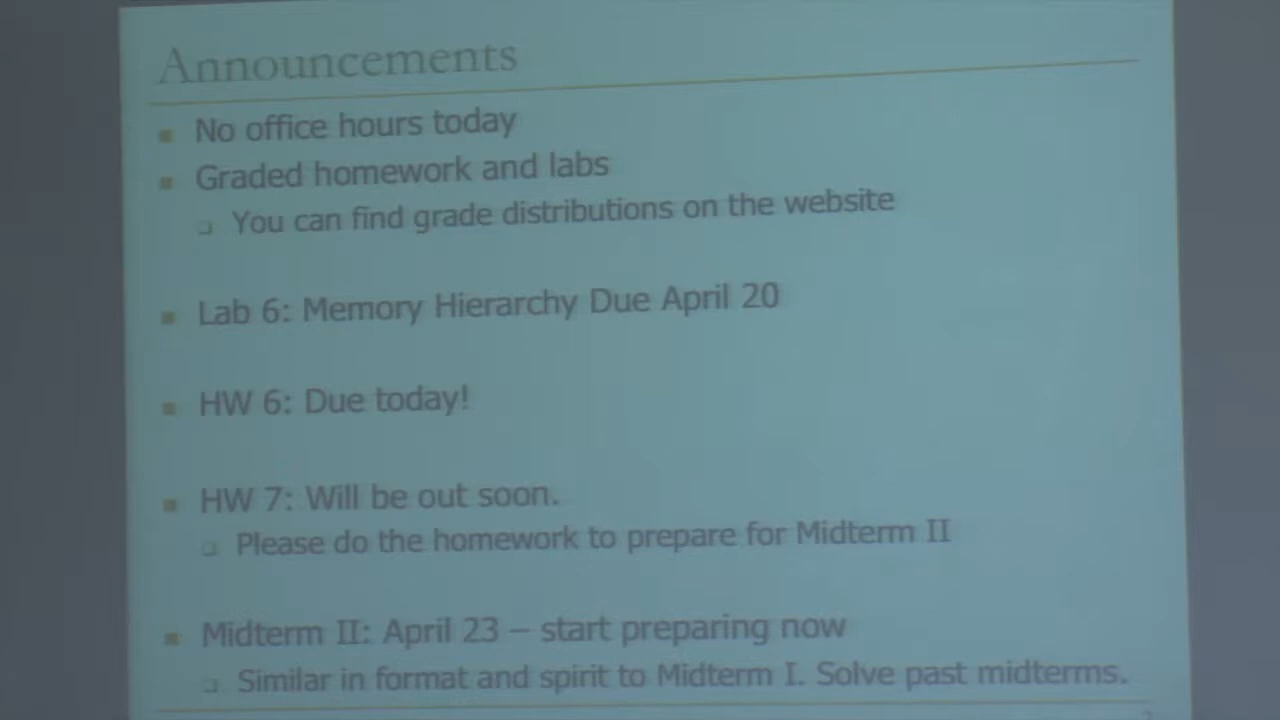 Announcements
No office hours today
Graded homework and labs
You can find grade distributions on the website
Lab 6: Memory Hierarchy Due April 20
HW 6: Due today!
HW 7: Will be out soon.
Please do the homework to prepare for Midterm II
Midterm II: April 23 – start preparing now
Similar in format and spirit to Midterm I. Solve past midterms.